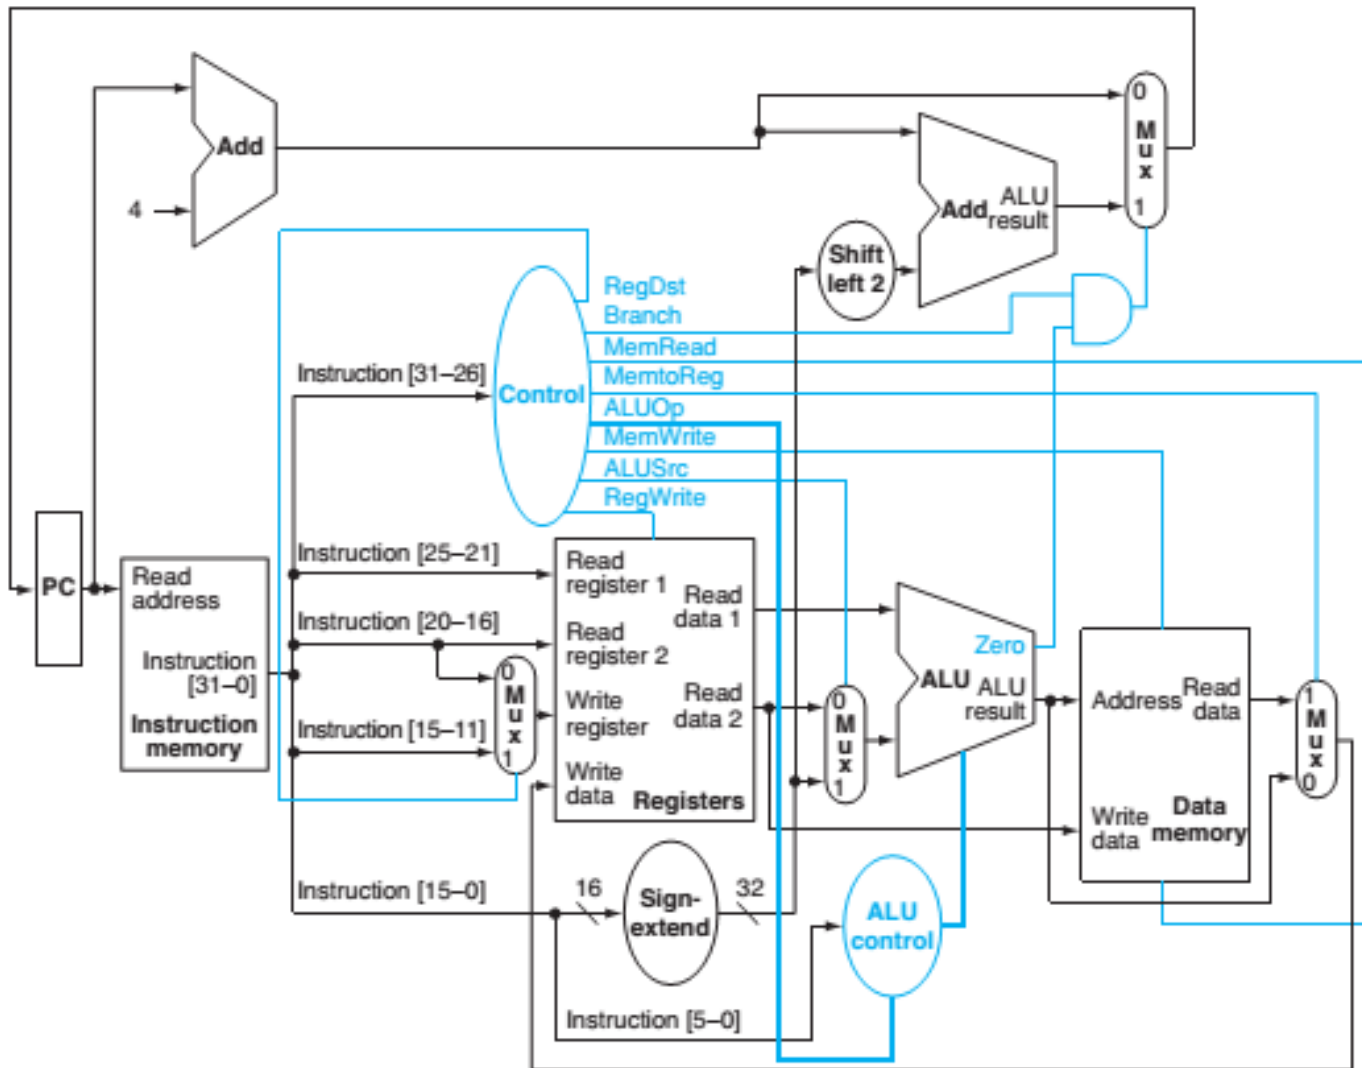 0
M
u
x
1
Add
4
Add ALU
result
Shift
left 2
RegDst
Branch
MemRead
MemtoReg
ALUOp
MemWrite
ALUSrc
RegWrite
Control
Instruction [31–26]
Instruction [25–21]
Instruction [20–16]
Instruction [15–11]
Instruction [15–0]
PC
Read
address
Instruction
[31–0]
Instruction
memory
0
M
u
x
1
Read
register 1
Read
register 2
Write
register
Write
data
Read
data 1
Read
data 2
Registers
0
M
u
x
1
Zero
ALU
ALU
result
Address
Read
data
Write
data
Data
memory
1
M
u
x
0
16
Sign-
extend
32
ALU
control
Instruction [5–0]